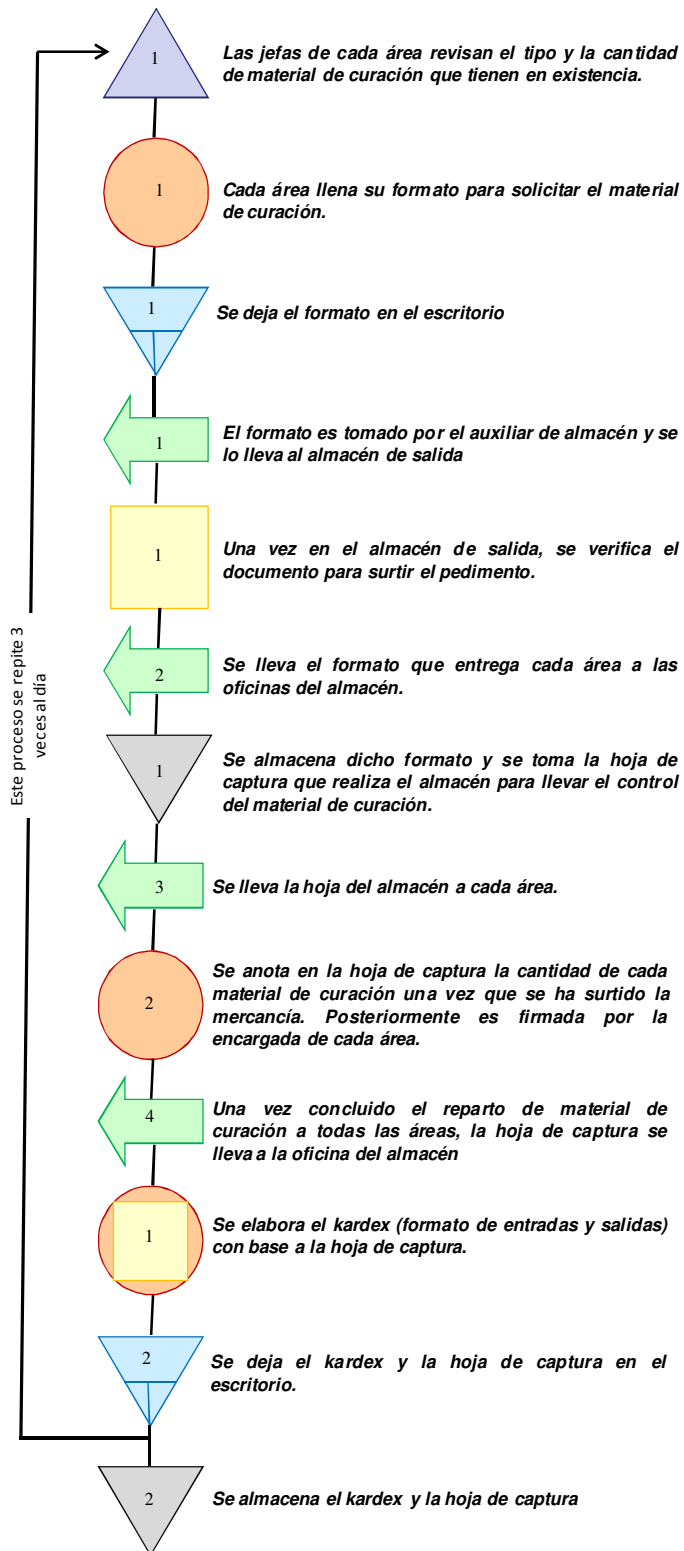 1
Las jefas de cada área revisan el tipo y la cantidad
de material de curación que tienen en existencia.
1
Cada área llena su formato para solicitar el material
de curación.
1
Se deja el formato en el escritorio
1
El formato es tomado por el auxiliar de almacén y se
lo lleva al almacén de salida
1
Una vez en el almacén de salida, se verifica el
documento para surtir el pedimento.
Este proceso se repite 3
veces al día
2
Se lleva el formato que entrega cada área a las
oficinas del almacén.
1
Se almacena dicho formato y se toma la hoja de
captura que realiza el almacén para llevar el control
del material de curación.
3
Se lleva la hoja del almacén a cada área.
2
Se anota en la hoja de captura la cantidad de cada
material de curación una vez que se ha surtido la
mercancía. Posteriormente es firmada por la
encargada de cada área.
4
Una vez concluido el reparto de material de
curación a todas las áreas, la hoja de captura se
lleva a la oficina del almacén
1
Se elabora el kardex (formato de entradas y salidas)
con base a la hoja de captura.
2
Se deja el kardex y la hoja de captura en el
escritorio.
2
Se almacena el kardex y la hoja de captura